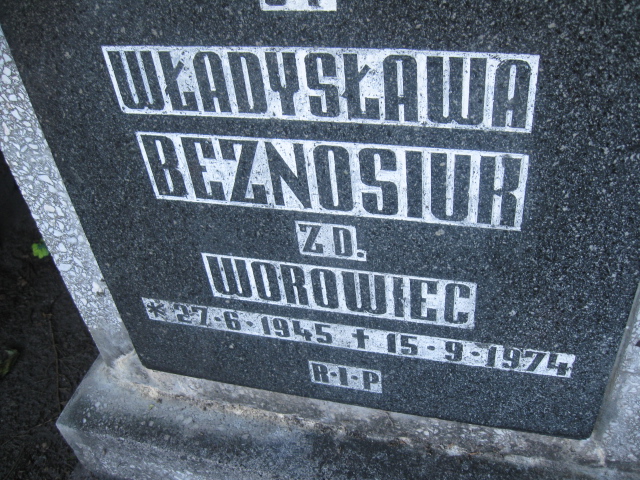 WŁADYSŁAWA
BEZNOSIUK
ZD.
WOROWIEC
* 27·6·1945 † 15·9·1974
R·I·P